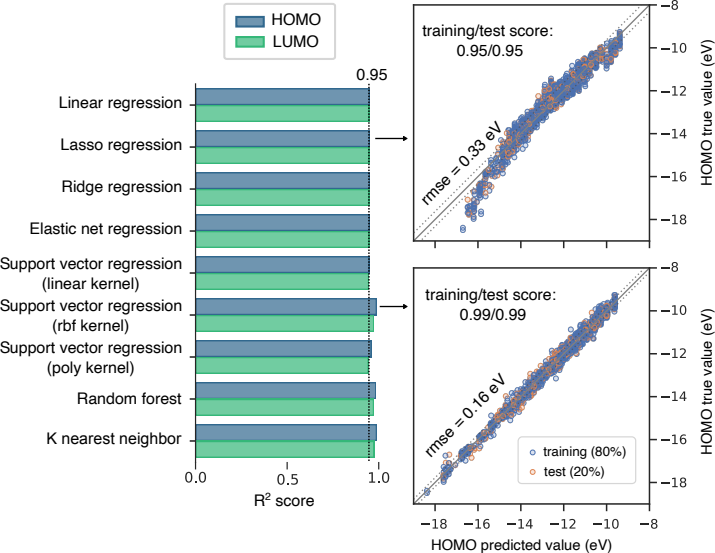 HOMO
LUMO
0.95
Linear regression
Lasso regression
Ridge regression
Elastic net regression
Support vector regression
(linear kernel)
Support vector regression
(rbf kernel)
Support vector regression
(poly kernel)
Random forest
K nearest neighbor
0.0
0.5
1.0
R² score
training/test score:
0.95/0.95
rmse = 0.33 eV
−8
−10
−12
−14
−16
−18
HOMO true value (eV)
training/test score:
0.99/0.99
rmse = 0.16 eV
training (80%)
test (20%)
−8
−10
−12
−14
−16
−18
HOMO true value (eV)
−18
−16
−14
−12
−10
−8
HOMO predicted value (eV)